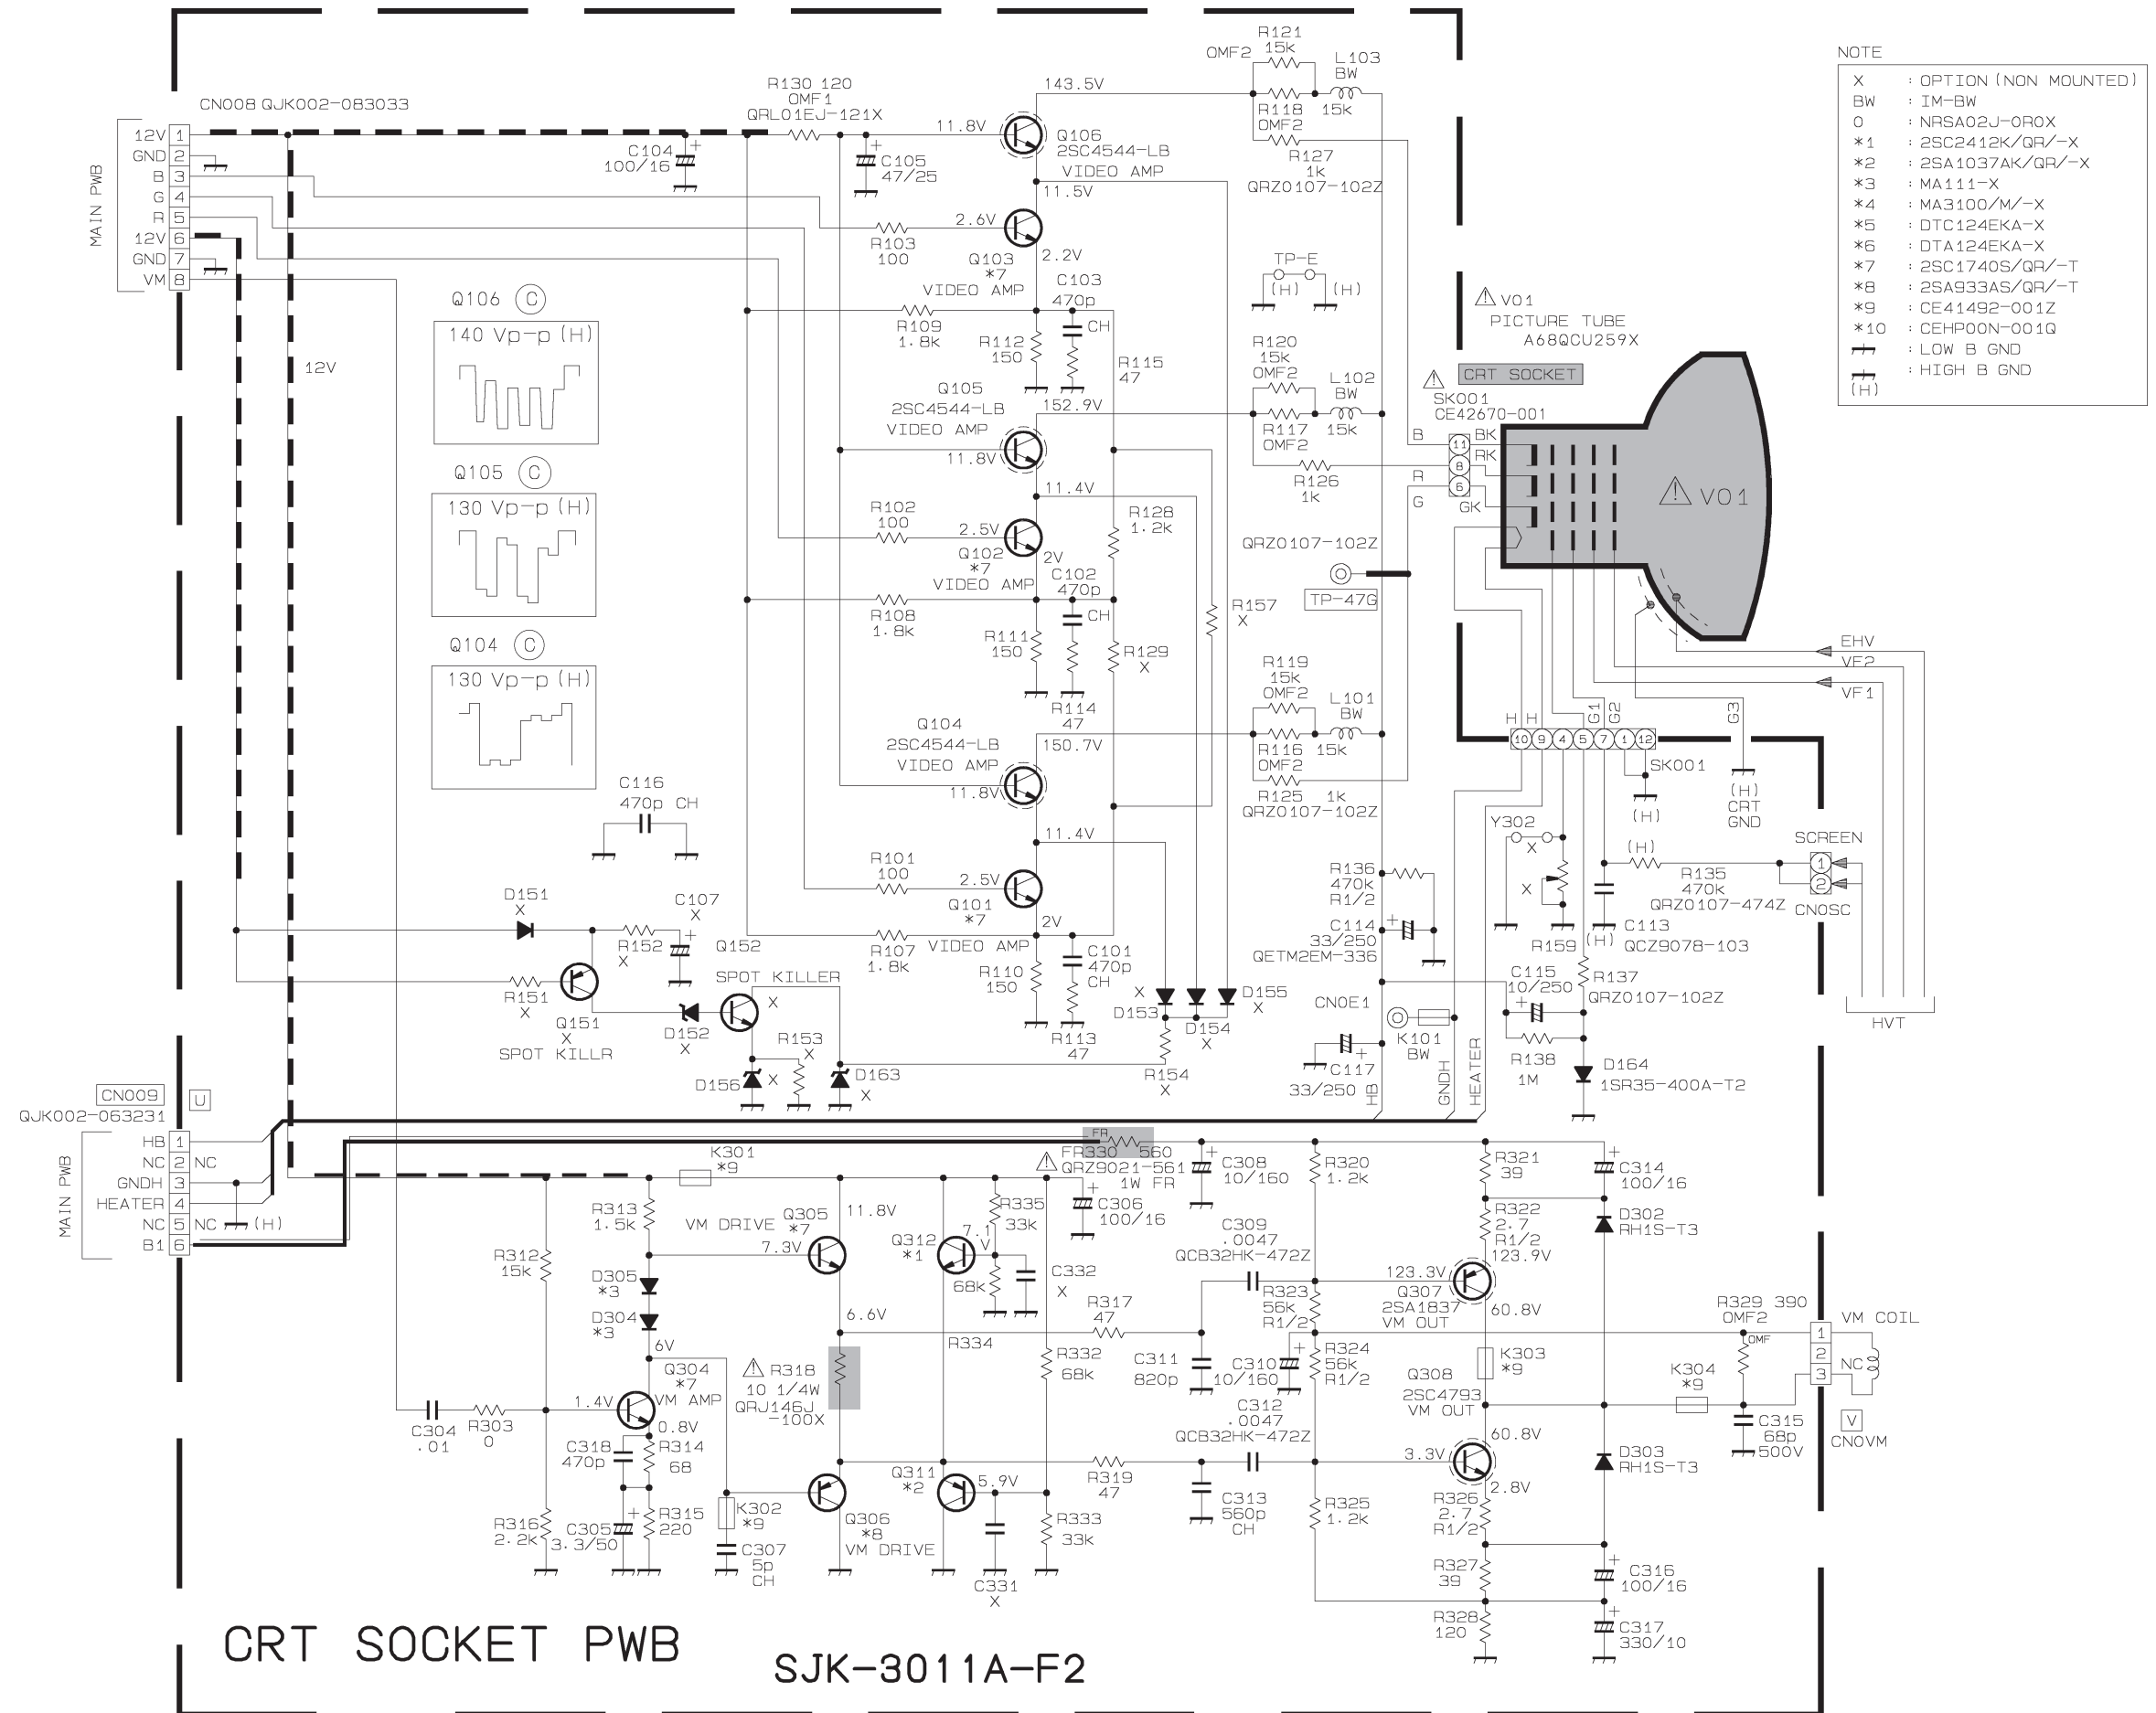 NOTE
X : OPTION (NON MOUNTED)
BW : IM-BW
0 : NRSA02J-0R0X
*1 : 2SC2412K/QR/-X
*2 : 2SA1037AK/QR/-X
*3 : MA111-X
*4 : MA3100/M/-X
*5 : DTC124EKA-X
*6 : DTA124EKA-X
*7 : 2SC1740S/QR/-T
*8 : 2SA933AS/QR/-T
*9 : CE41492-001Z
*10 : CEHP00N-001Q
: LOW B GND
: HIGH B GND
(H)
CN008 QJK002-083033
MAIN PWB
12V 1
GND 2
B 3
G 4
R 5
12V 6
GND 7
VM 8
12V
Q106 C
140 Vp-p (H)
Q105 C
130 Vp-p (H)
Q104 C
130 Vp-p (H)
C104
100/16
R130 120
OMF1
QRL01EJ-121X
C105
47/25
11.8V
143.5V
Q106
2SC4544-LB
VIDEO AMP
11.5V
R103
100
2.6V
Q103
*7
VIDEO AMP
2.2V
C103
470p
CH
R109
1.8k
R112
150
R115
47
Q105
2SC4544-LB
VIDEO AMP
152.9V
11.8V
11.4V
R102
100
2.5V
Q102
*7
VIDEO AMP
2V
C102
470p
CH
R128
1.2k
R108
1.8k
R111
150
R157
X
R129
X
R114
47
Q104
2SC4544-LB
VIDEO AMP
150.7V
11.8V
11.4V
R101
100
2.5V
Q101
*7
VIDEO AMP
2V
C101
470p
CH
R107
1.8k
R110
150
R113
47
R121
15k
OMF2
L103
BW
R118
OMF2
15k
R127
1k
QRZ0107-102Z
TP-E
(H) (H)
R120
15k
OMF2
L102
BW
R117
OMF2
15k
R126
1k
QRZ0107-102Z
TP-47G
R119
15k
OMF2
L101
BW
R116
OMF2
15k
R125 1k
QRZ0107-102Z
V01
PICTURE TUBE
A68QCU259X
CRT SOCKET
SK001
CE42670-001
B 11 BK
R 8 RK
G 6 GK
V01
EHV
VF2
VF1
H H G1 G2 G3
10 9 4 5 7 1 12
SK001
(H)
(H)
CRT
GND
Y302
X
X
R159
(H)
R135
470k
QRZ0107-474Z
SCREEN
1
2
CN0SC
C113
(H)
QCZ9078-103
HVT
R136
470k
R1/2
C114
33/250
QETM2EM-336
C115
10/250
R137
QRZ0107-102Z
CN0E1
K101
BW
R138
1M
D164
1SR35-400A-T2
C117
33/250
HB
GNDH
HEATER
C116
470p CH
D151
X
R152
X
C107
X
Q152
SPOT KILLER
X
R151
X
Q151
X
SPOT KILLR
D152
X
R153
X
D156 X
D163
X
X
D153
D154
X
D155
X
R154
X
CN009 U
QJK002-063231
MAIN PWB
HB 1
NC 2 NC
GNDH 3
HEATER 4
NC 5 NC
B1 6
(H)
K301
*9
R313
1.5k
VM DRIVE
Q305
*7
7.3V
11.8V
R312
15k
D305
*3
D304
*3
6V
6.6V
Q304
*7
VM AMP
1.4V
0.8V
C304
.01
R303
0
C318
470p
R314
68
R316
2.2k
C305
3.3/50
R315
220
K302
*9
C307
5p
CH
R318
10 1/4W
QRJ146J
-100X
Q306
*8
VM DRIVE
Q312
*1
7.1
V
R335
33k
68k
R334
C332
X
Q311
*2
5.9V
C331
X
R332
68k
R333
33k
FR
FR330 560
QRZ9021-561
1W FR
C306
100/16
C308
10/160
R320
1.2k
C309
.0047
QCB32HK-472Z
R317
47
C311
820p
R323
56k
R1/2
C310
10/160
R324
56k
R1/2
C312
.0047
QCB32HK-472Z
R319
47
C313
560p
CH
R325
1.2k
R321
39
R322
2.7
R1/2
123.9V
123.3V
Q307
2SA1837
VM OUT
60.8V
K303
*9
Q308
2SC4793
VM OUT
60.8V
3.3V
2.8V
R326
2.7
R1/2
R327
39
R328
120
C314
100/16
D302
RH1S-T3
D303
RH1S-T3
C316
100/16
C317
330/10
K304
*9
R329 390
OMF2
OMF
C315
68p
500V
VM COIL
1
2 NC
3
V
CN0VM
CRT SOCKET PWB
SJK-3011A-F2